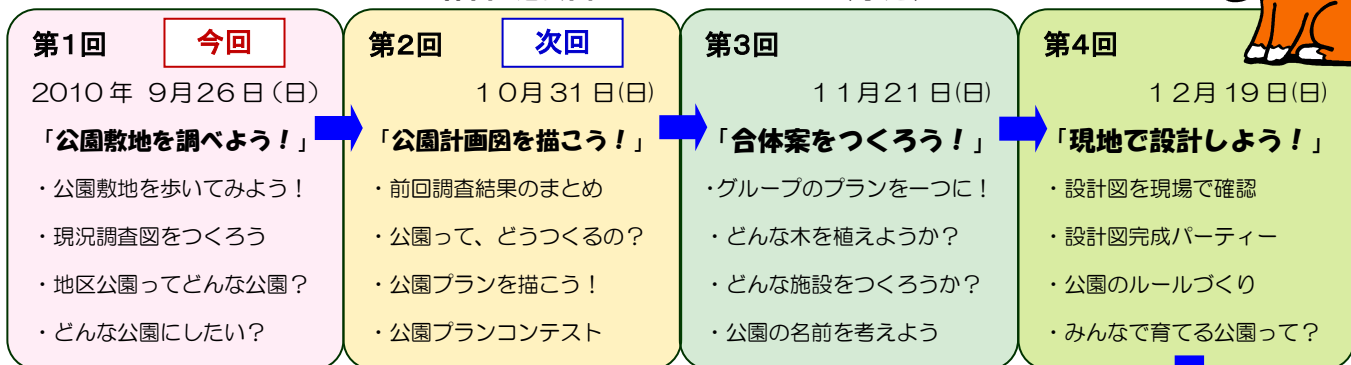 第1回 今回
2010年 9月26日(日)
「公園敷地を調べよう！」
・公園敷地を歩いてみよう！
・現況調査図をつくろう
・地区公園ってどんな公園？
・どんな公園にしたい？
第2回 次回
10月31日(日)
「公園計画図を描こう！」
・前回調査結果のまとめ
・公園って、どうつくるの？
・公園プランを描こう！
・公園プランコンテスト
第3回
11月21日(日)
「合体案をつくろう！」
・グループのプランを一つに！
・どんな木を植えようか？
・どんな施設をつくろうか？
・公園の名前を考えよう
第4回
12月19日(日)
「現地で設計しよう！」
・設計図を現場で確認
・設計図完成パーティー
・公園のルールづくり
・みんなで育てる公園って？